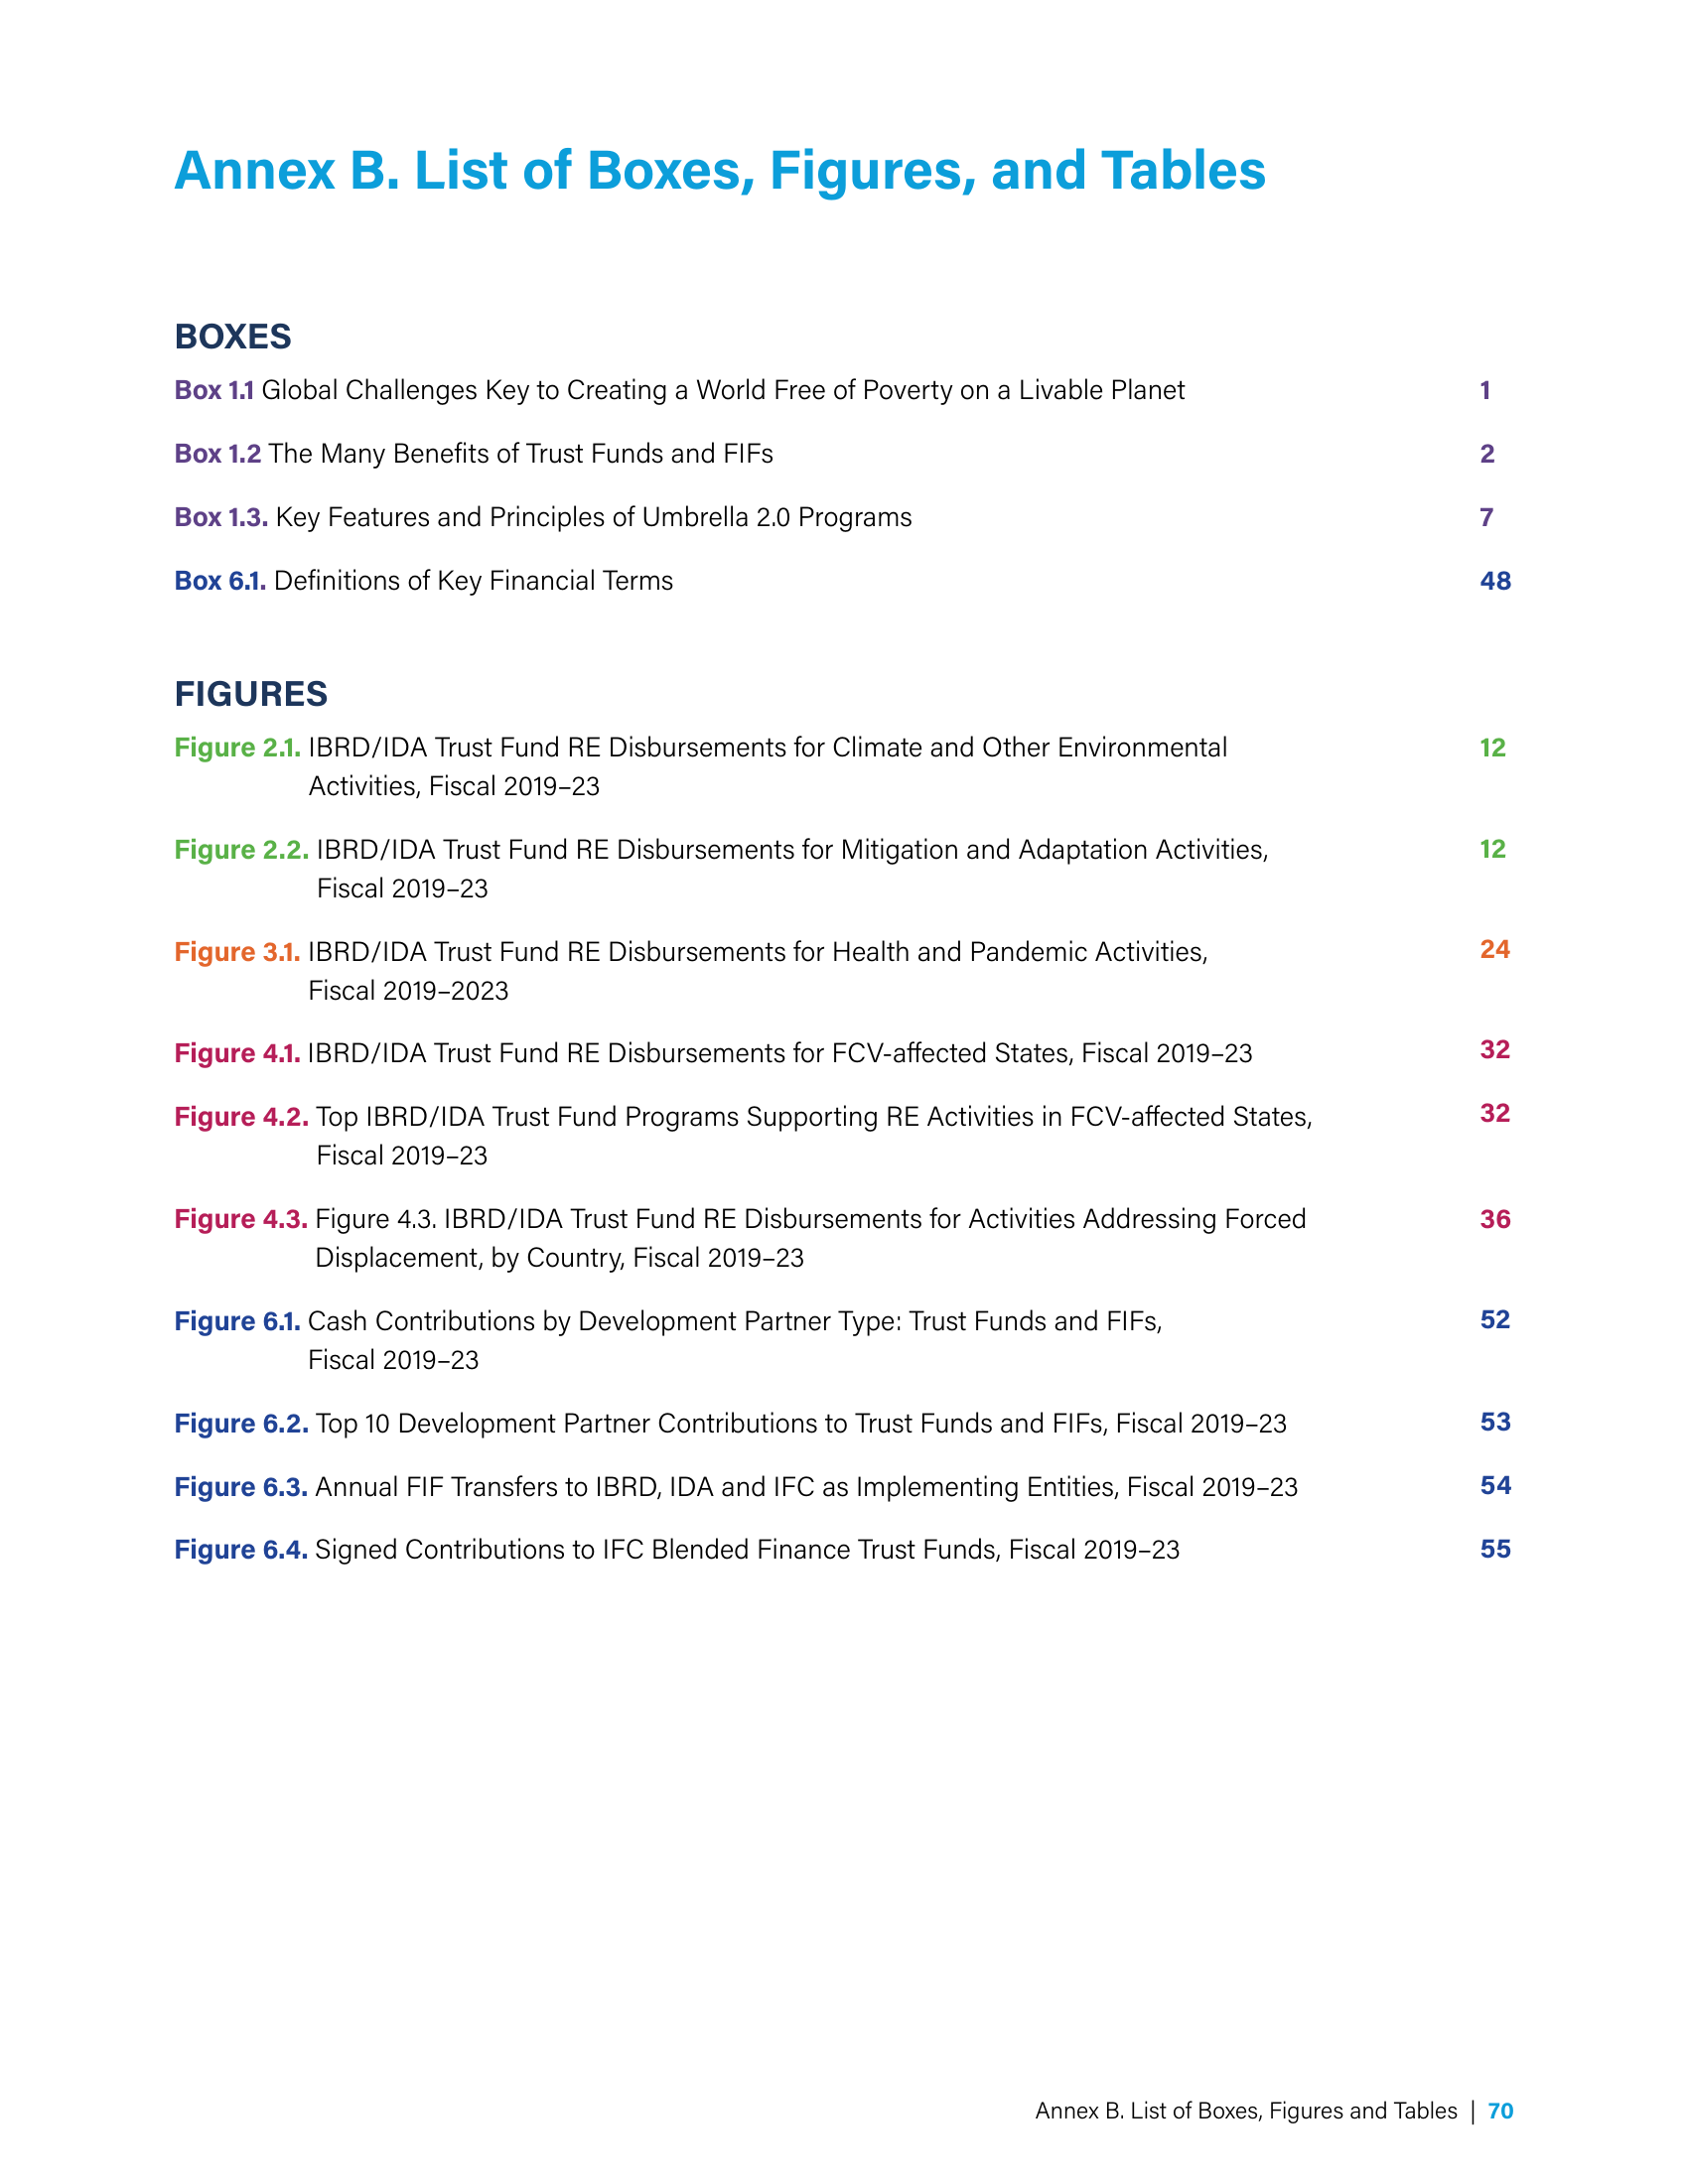 Annex B. List of Boxes, Figures, and Tables
BOXES
Box 1.1 Global Challenges Key to Creating a World Free of Poverty on a Livable Planet 1
Box 1.2 The Many Benefits of Trust Funds and FIFs 2
Box 1.3. Key Features and Principles of Umbrella 2.0 Programs 7
Box 6.1. Definitions of Key Financial Terms 48
FIGURES
Figure 2.1. IBRD/IDA Trust Fund RE Disbursements for Climate and Other Environmental 12
Activities, Fiscal 2019–23
Figure 2.2. IBRD/IDA Trust Fund RE Disbursements for Mitigation and Adaptation Activities, 12
Fiscal 2019–23
Figure 3.1. IBRD/IDA Trust Fund RE Disbursements for Health and Pandemic Activities, 24
Fiscal 2019–2023
Figure 4.1. IBRD/IDA Trust Fund RE Disbursements for FCV-affected States, Fiscal 2019–23 32
Figure 4.2. Top IBRD/IDA Trust Fund Programs Supporting RE Activities in FCV-affected States, 32
Fiscal 2019–23
Figure 4.3. Figure 4.3. IBRD/IDA Trust Fund RE Disbursements for Activities Addressing Forced 36
Displacement, by Country, Fiscal 2019–23
Figure 6.1. Cash Contributions by Development Partner Type: Trust Funds and FIFs, 52
Fiscal 2019–23
Figure 6.2. Top 10 Development Partner Contributions to Trust Funds and FIFs, Fiscal 2019–23 53
Figure 6.3. Annual FIF Transfers to IBRD, IDA and IFC as Implementing Entities, Fiscal 2019–23 54
Figure 6.4. Signed Contributions to IFC Blended Finance Trust Funds, Fiscal 2019–23 55
Annex B. List of Boxes, Figures and Tables | 70